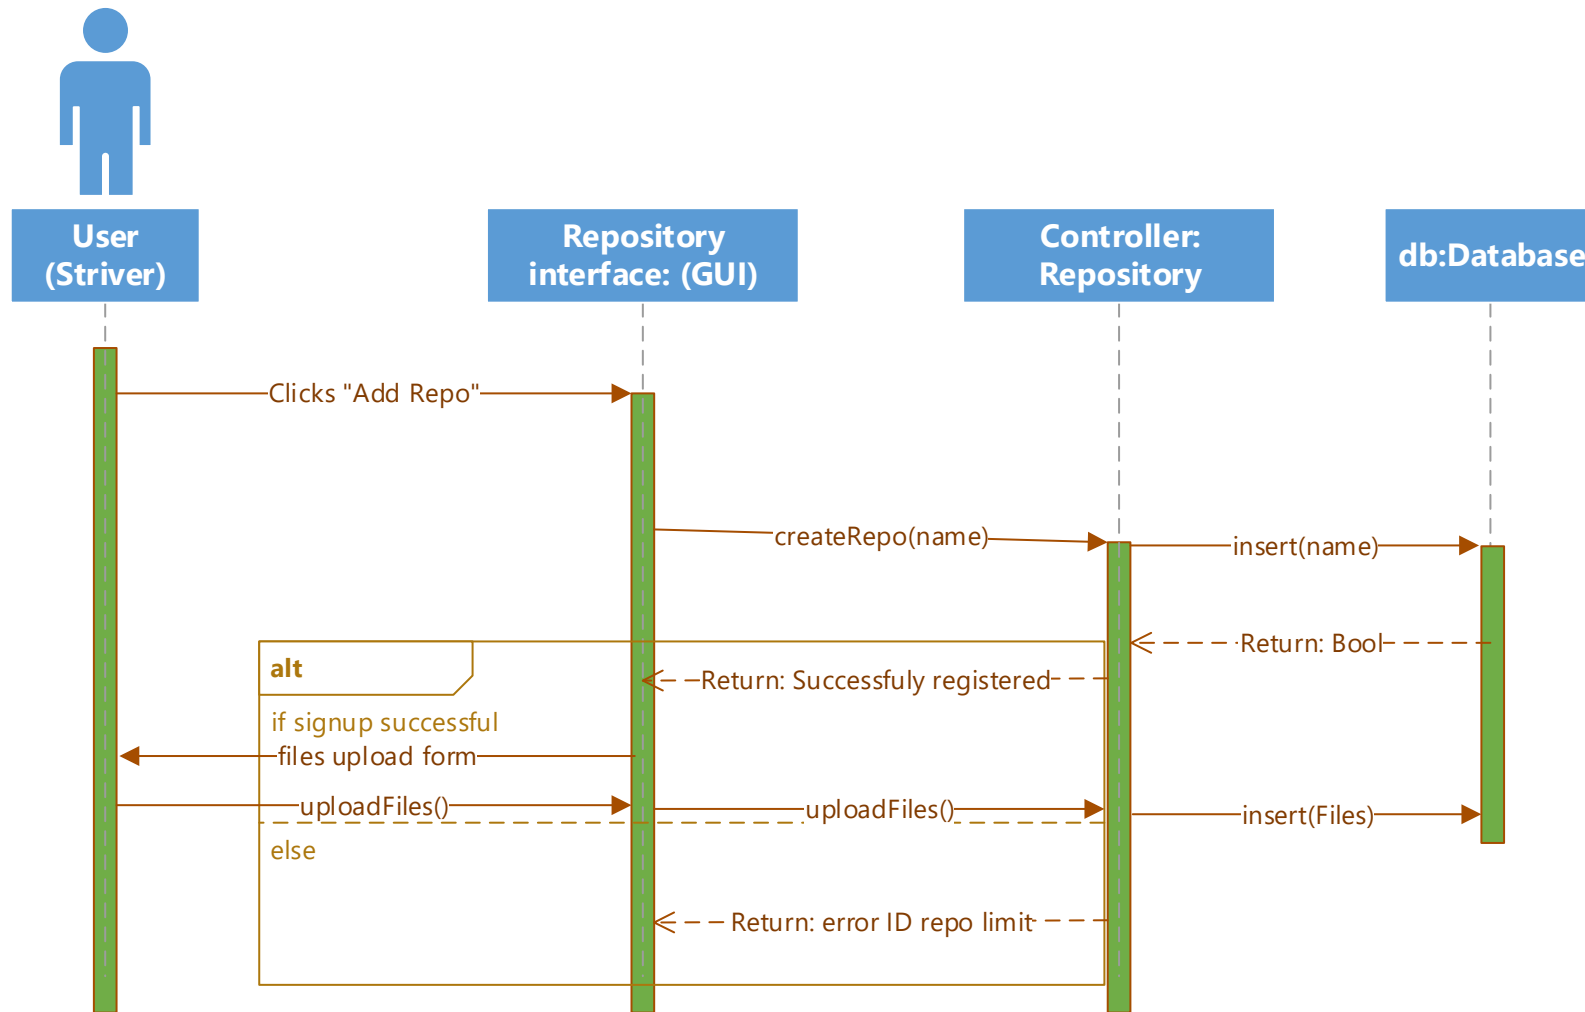 User
(Striver)
Repository
interface: (GUI)
Controller:
Repository
db:Database
Clicks "Add Repo"
createRepo(name)
insert(name)
Return: Bool
alt
Return: Successfuly registered
if signup successful
files upload form
uploadFiles()
uploadFiles()
insert(Files)
else
Return: error ID repo limit